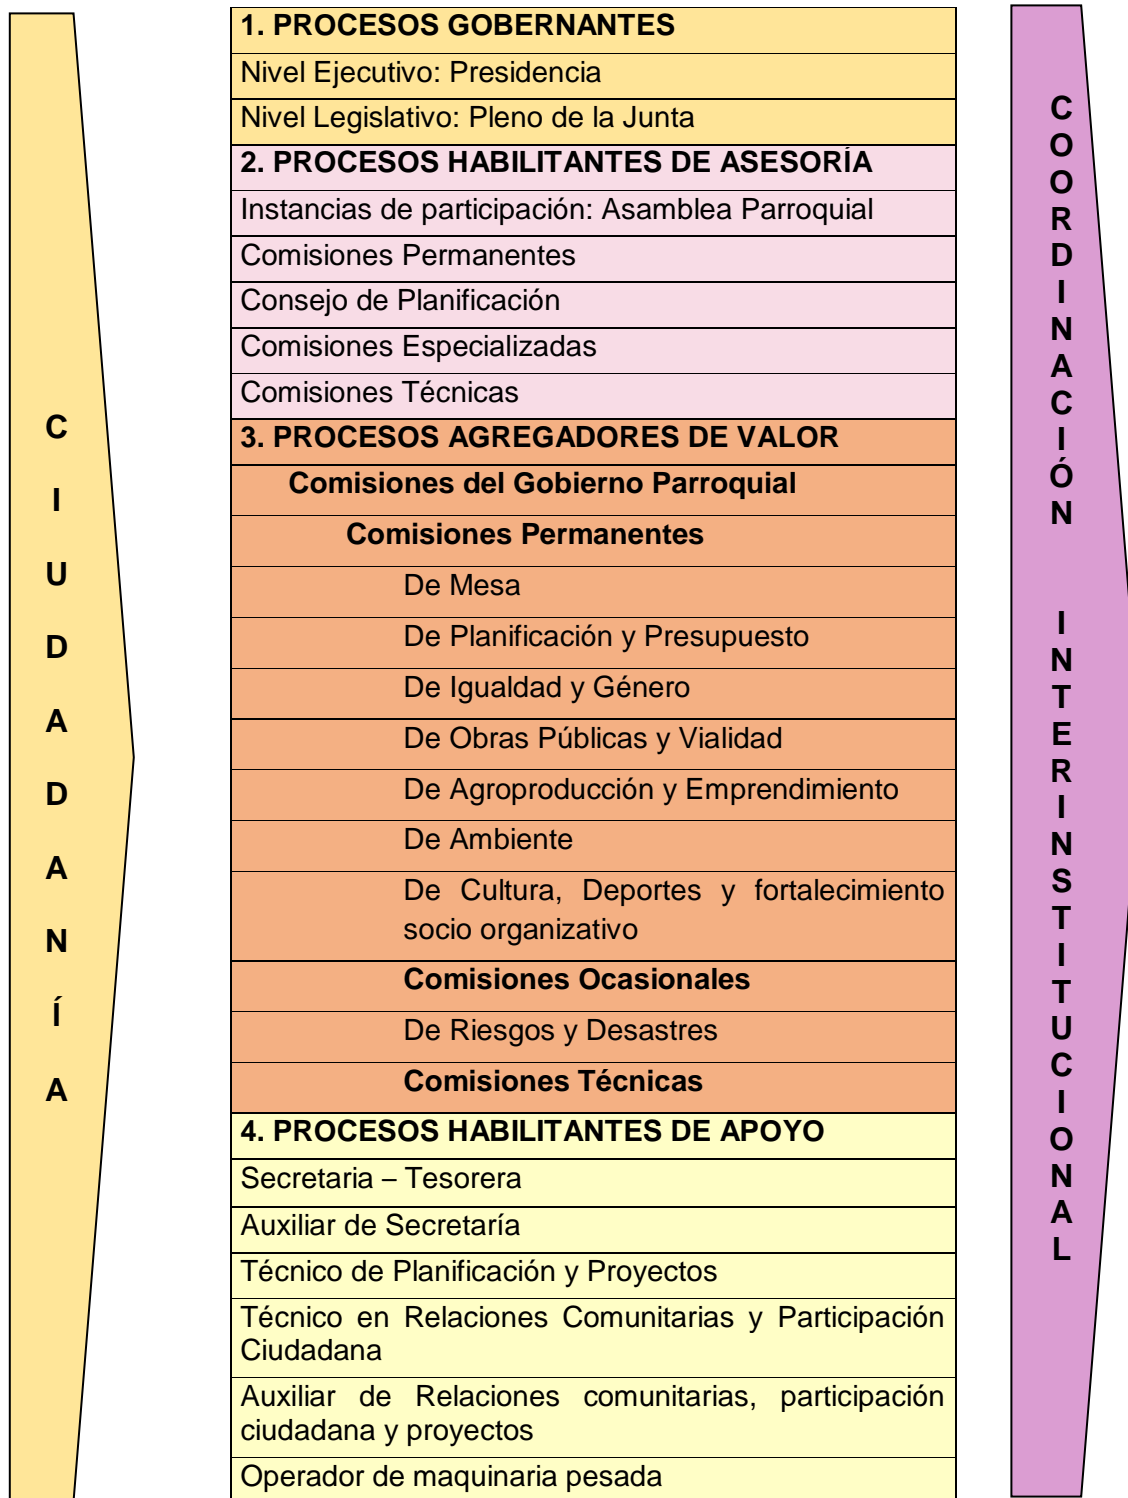 CIUDADANÍA
1. PROCESOS GOBERNANTES
Nivel Ejecutivo: Presidencia
Nivel Legislativo: Pleno de la Junta
2. PROCESOS HABILITANTES DE ASESORÍA
Instancias de participación: Asamblea Parroquial
Comisiones Permanentes
Consejo de Planificación
Comisiones Especializadas
Comisiones Técnicas
3. PROCESOS AGREGADORES DE VALOR
Comisiones del Gobierno Parroquial
Comisiones Permanentes
De Mesa
De Planificación y Presupuesto
De Igualdad y Género
De Obras Públicas y Vialidad
De Agroproducción y Emprendimiento
De Ambiente
De Cultura, Deportes y fortalecimiento
socio organizativo
Comisiones Ocasionales
De Riesgos y Desastres
Comisiones Técnicas
4. PROCESOS HABILITANTES DE APOYO
Secretaria – Tesorera
Auxiliar de Secretaría
Técnico de Planificación y Proyectos
Técnico en Relaciones Comunitarias y Participación
Ciudadana
Auxiliar de Relaciones comunitarias, participación
ciudadana y proyectos
Operador de maquinaria pesada
COORDINACIÓN INTERINSTITUCIONAL